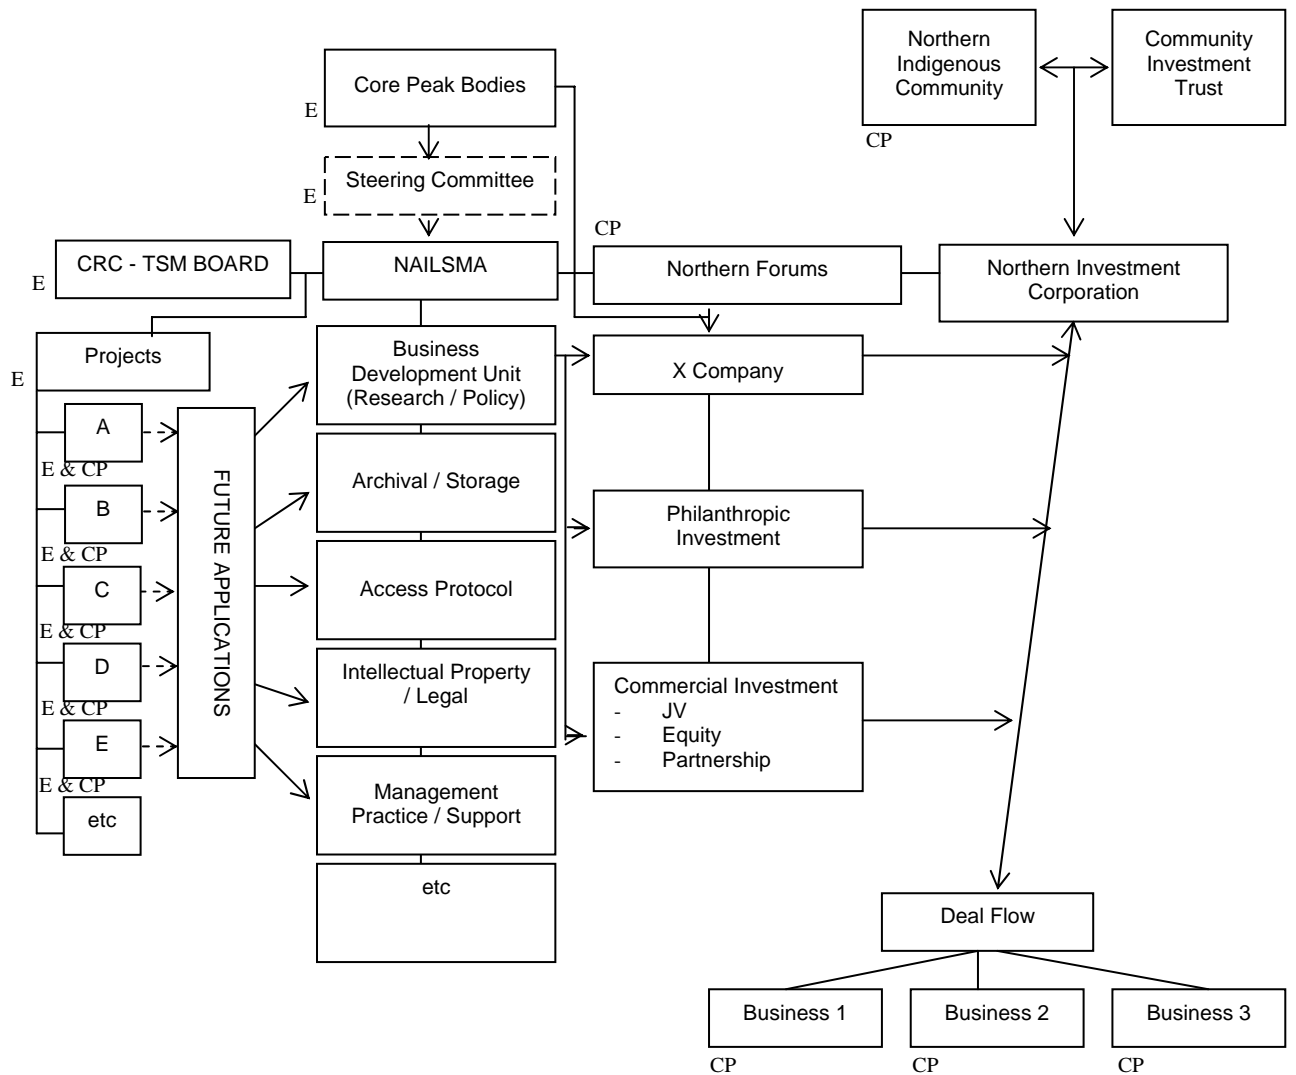 Northern
Indigenous
Community
CP
Community
Investment
Trust
Core Peak Bodies
E
Steering Committee
E
CRC - TSM BOARD
E
NAILSMA
CP
Northern Forums
Northern Investment
Corporation
Projects
E
A
E & CP
B
E & CP
C
E & CP
D
E & CP
E
E & CP
etc
FUTURE APPLICATIONS
Business
Development Unit
(Research / Policy)
Archival / Storage
Access Protocol
Intellectual Property
/ Legal
Management
Practice / Support
etc
X Company
Philanthropic
Investment
Commercial Investment
- JV
- Equity
- Partnership
Deal Flow
Business 1
CP
Business 2
CP
Business 3
CP